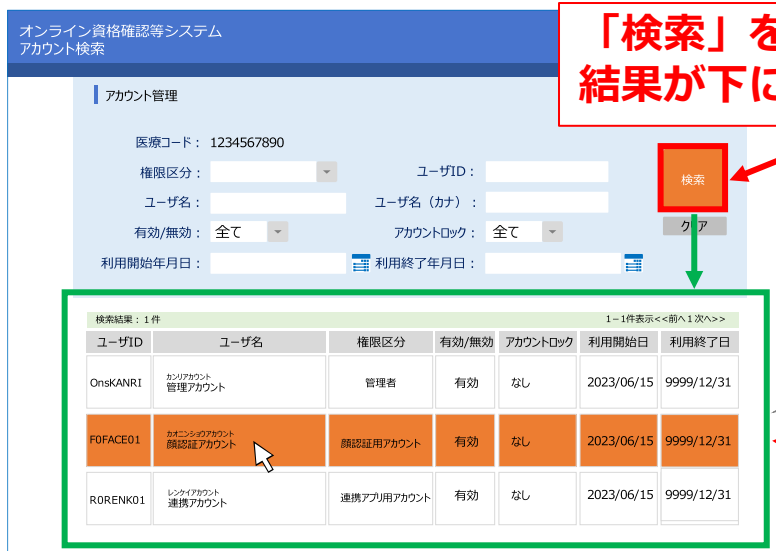 オンライン資格確認等システム
アカウント検索
「検索」を
結果が下に
アカウント管理
医療コード： 1234567890
権限区分： ユーザID：
検索
ユーザ名： ユーザ名（カナ）：
有効/無効： 全て アカウントロック： 全て
クリア
利用開始年月日： 利用終了年月日：
検索結果：1件 1－1件表示<<前へ1次へ>>
ユーザID ユーザ名 権限区分 有効/無効 アカウントロック 利用開始日 利用終了日
カンリアカウント
OnsKANRI 管理アカウント 管理者 有効 なし 2023/06/15 9999/12/31
カオニンショウアカウント
F0FACE01 顔認証アカウント 顔認証用アカウント 有効 なし 2023/06/15 9999/12/31
レンケイアカウント
R0RENK01 連携アカウント 連携アプリ用アカウント 有効 なし 2023/06/15 9999/12/31